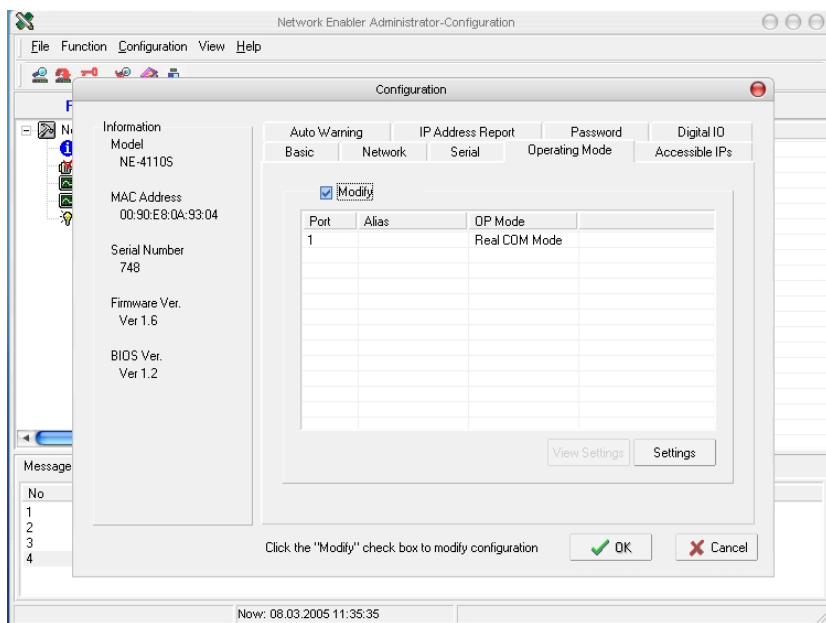 Network Enabler Administrator-Configuration
File Function Configuration View Help
Configuration
Information
Model
NE-4110S
MAC Address
00:90:E8:0A:93:04
Serial Number
748
Firmware Ver.
Ver 1.6
BIOS Ver.
Ver 1.2
Auto Warning IP Address Report Password Digital IO
Basic Network Serial Operating Mode Accessible IPs
Modify
Port Alias OP Mode
1 Real COM Mode
View Settings Settings
Click the "Modify" check box to modify configuration OK Cancel
Message
No
1
2
3
4
Now: 08.03.2005 11:35:35